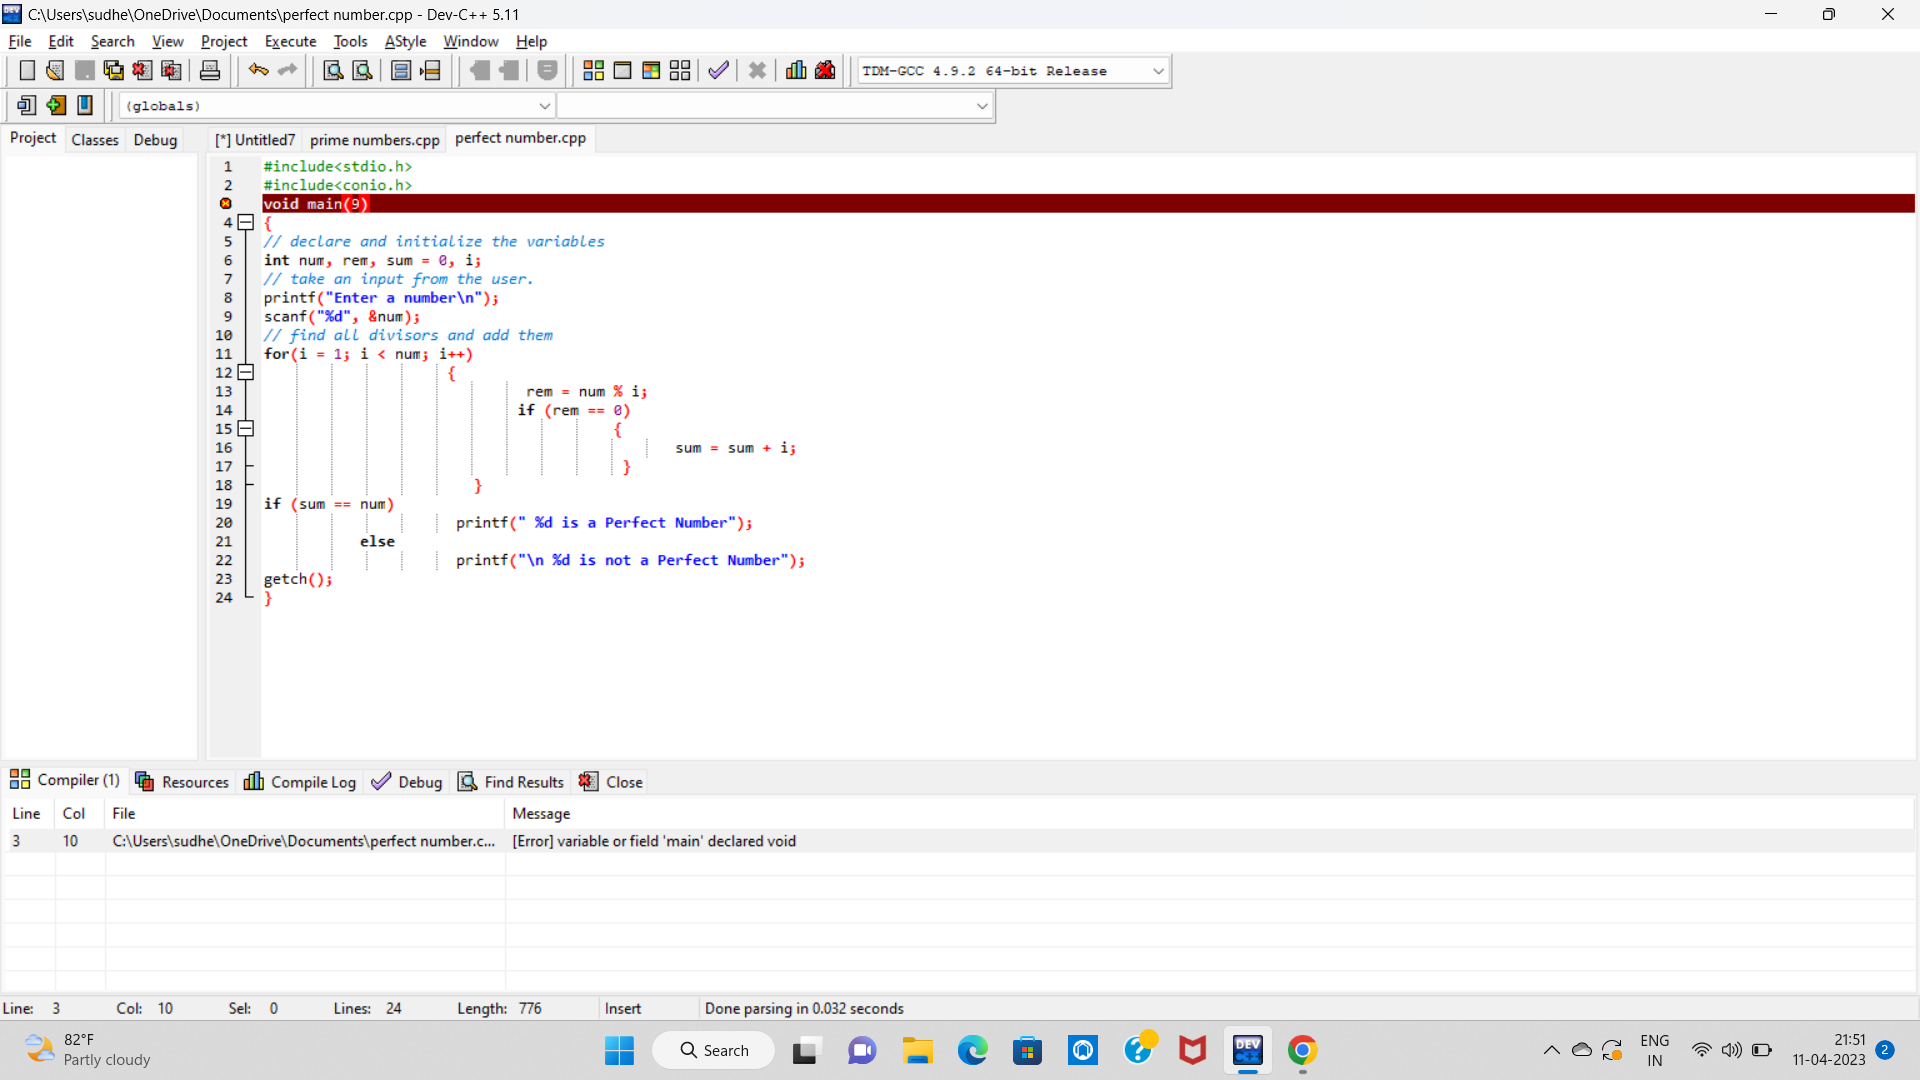 C:\Users\sudhe\OneDrive\Documents\perfect number.cpp - Dev-C++ 5.11
File Edit Search View Project Execute Tools AStyle Window Help
TDM-GCC 4.9.2 64-bit Release
(globals)
Project Classes Debug [*] Untitled7 prime numbers.cpp perfect number.cpp
1 #include<stdio.h>
2 #include<conio.h>
void main(9)
4 {
5 // declare and initialize the variables
6 int num, rem, sum = 0, i;
7 // take an input from the user.
8 printf("Enter a number\n");
9 scanf("%d", &num);
10 // find all divisors and add them
11 for(i = 1; i < num; i++)
12 {
13 rem = num % i;
14 if (rem == 0)
15 {
16 sum = sum + i;
17 }
18 }
19 if (sum == num)
20 printf(" %d is a Perfect Number");
21 else
22 printf("\n %d is not a Perfect Number");
23 getch();
24 }
Compiler (1) Resources Compile Log Debug Find Results Close
Line Col File Message
3 10 C:\Users\sudhe\OneDrive\Documents\perfect number.c... [Error] variable or field 'main' declared void
Line: 3 Col: 10 Sel: 0 Lines: 24 Length: 776 Insert Done parsing in 0.032 seconds
82°F
Partly cloudy
Search
DEV
C++
ENG
IN
21:51
11-04-2023
2